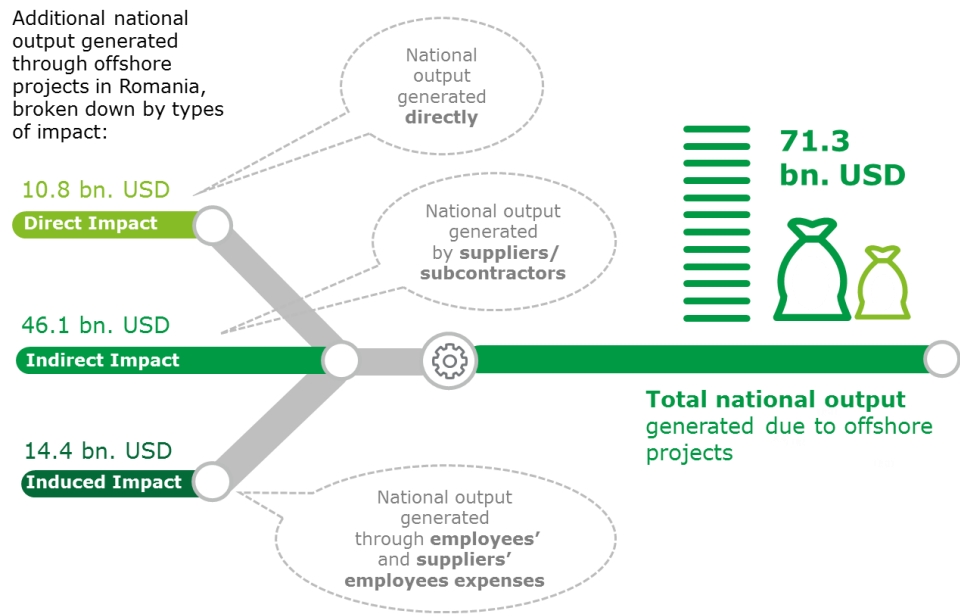 Additional national
output generated
through offshore
projects in Romania,
broken down by types
of impact:
National
output
generated
directly
10.8 bn. USD
Direct Impact
National output
generated
by suppliers/
subcontractors
46.1 bn. USD
Indirect Impact
14.4 bn. USD
Induced Impact
National output
generated
through employees'
and suppliers'
employees expenses
71.3
bn. USD
Total national output
generated due to offshore
projects